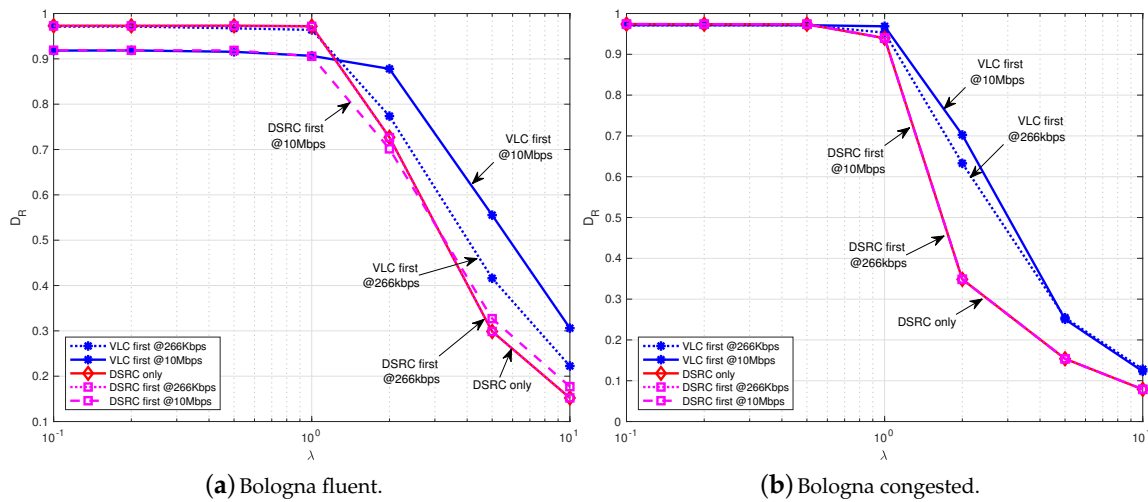 1
0.9
0.8
0.7
0.6
0.5
0.4
0.3
0.2
0.1
D_R
10^-1
10^0
10^1
λ
DSRC first
@10Mbps
VLC first
@10Mbps
VLC first
@266kbps
DSRC first
@266kbps
DSRC only
VLC first @266Kbps
VLC first @10Mbps
DSRC only
DSRC first @266Kbps
DSRC first @10Mbps
(a) Bologna fluent.
1
0.9
0.8
0.7
0.6
0.5
0.4
0.3
0.2
0.1
0
D_R
10^-1
10^0
10^1
λ
VLC first
@10Mbps
VLC first
@266kbps
DSRC first
@10Mbps
DSRC first
@266kbps
DSRC only
VLC first @266Kbps
VLC first @10Mbps
DSRC only
DSRC first @266Kbps
DSRC first @10Mbps
(b) Bologna congested.